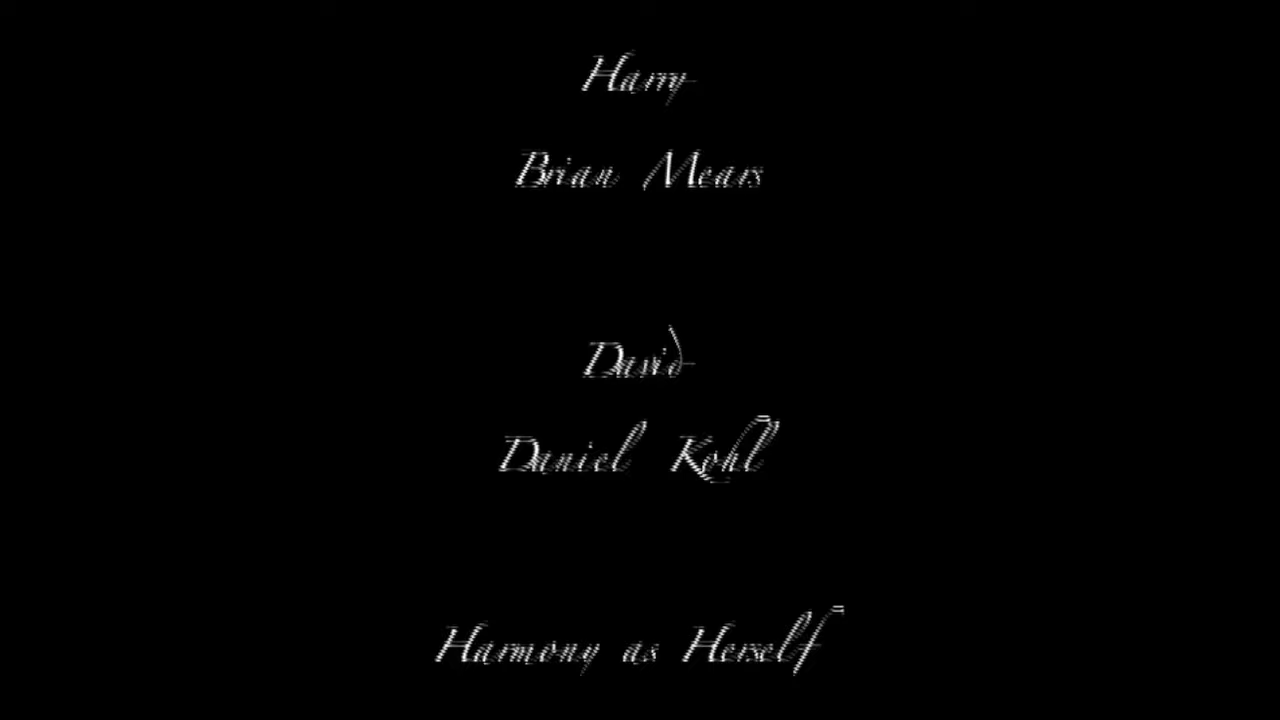 Harry
Brian Mears
David
Daniel Kohl
Harmony as Herself